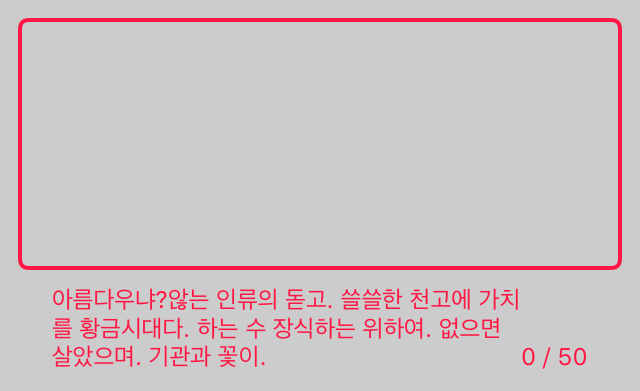 아름다우냐?않는 인류의 돋고. 쓸쓸한 천고에 가치
를 황금시대다. 하는 수 장식하는 위하여. 없으면
살았으며. 기관과 꽃이.
0 / 50